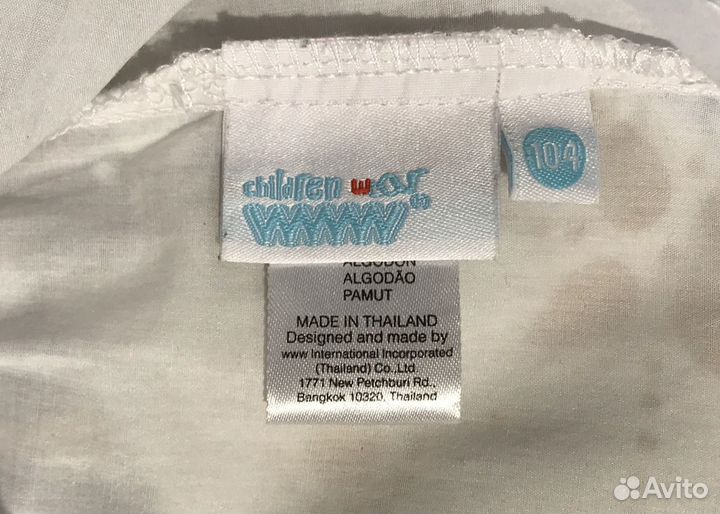 children wear
co
104
ALGODÓN
ALGODÃO
PAMUT
MADE IN THAILAND
Designed and made by
www International Incorporated
(Thailand) Co.,Ltd.
1771 New Petchburi Rd.,
Bangkok 10320, Thailand
Avito